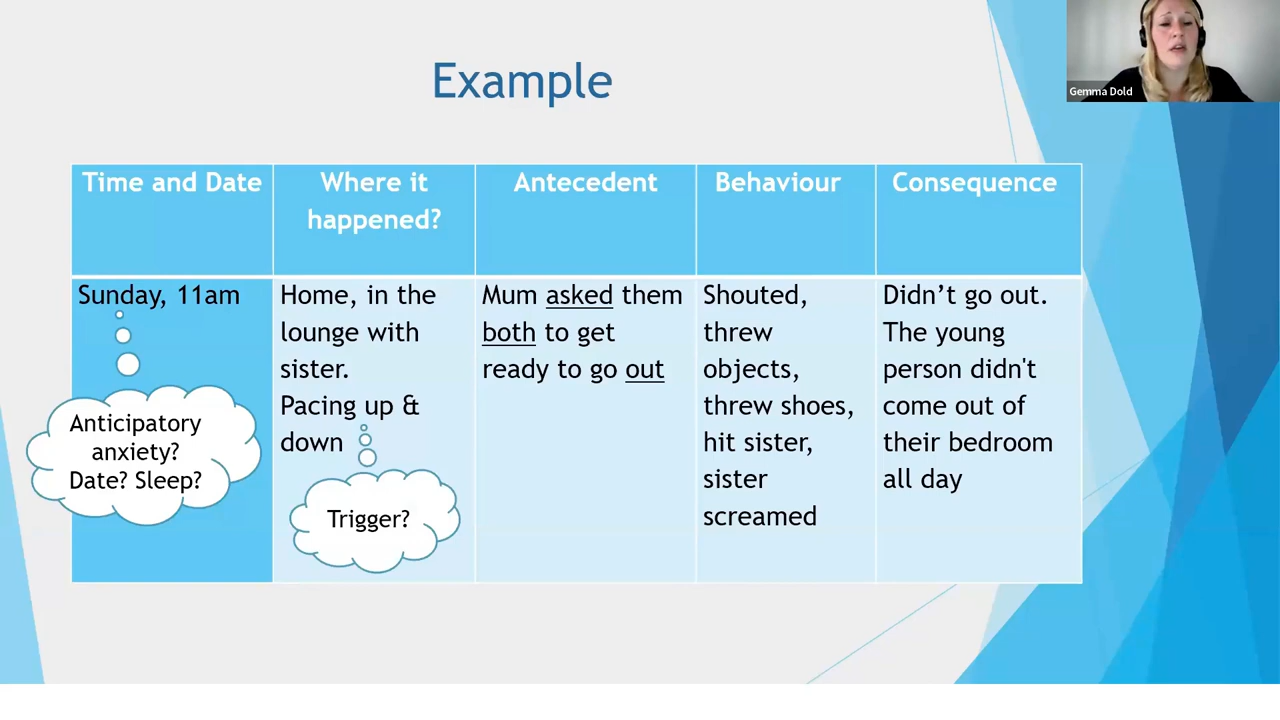 Example
Gemma Dold
Time and Date
Where it
happened?
Antecedent
Behaviour
Consequence
Sunday, 11am
Anticipatory
anxiety?
Date? Sleep?
Home, in the
lounge with
sister.
Pacing up &
down
Trigger?
Mum asked them
both to get
ready to go out
Shouted,
threw
objects,
threw shoes,
hit sister,
sister
screamed
Didn’t go out.
The young
person didn't
come out of
their bedroom
all day